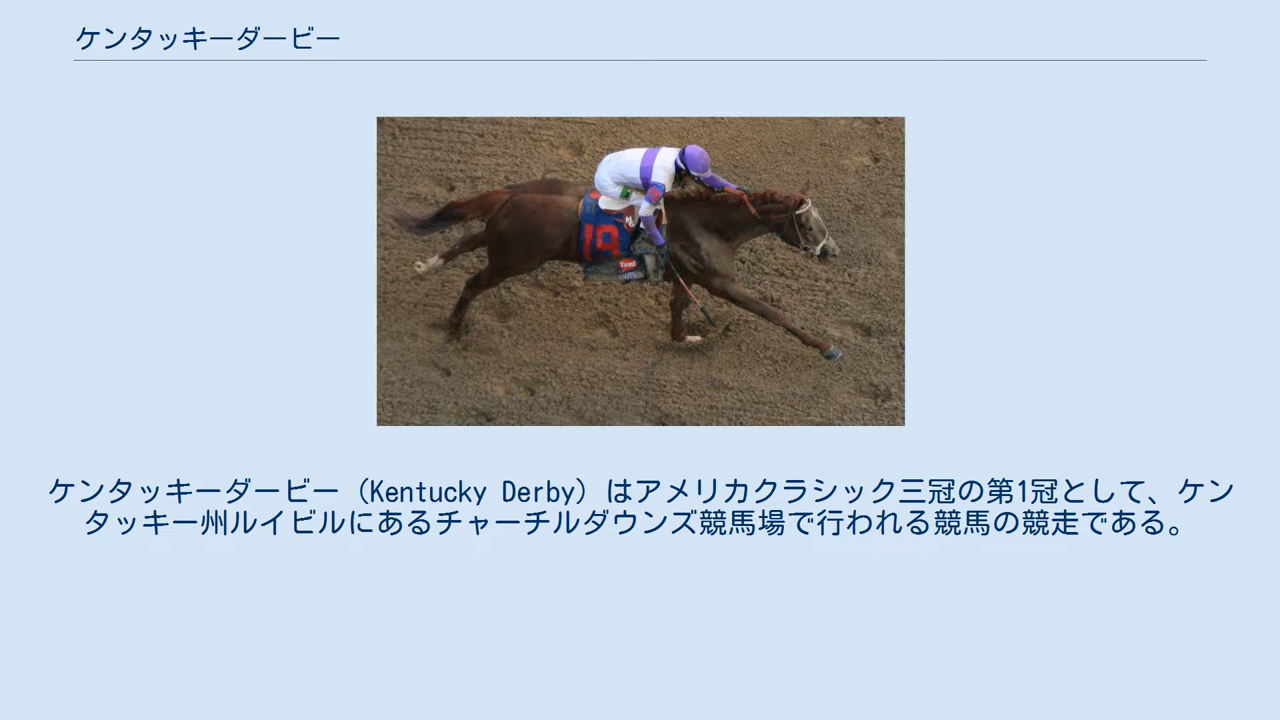 ケンタッキーダービー
19
Yum!
ケンタッキーダービー（Kentucky Derby）はアメリカクラシック三冠の第1冠として、ケン
タッキー州ルイビルにあるチャーチルダウンズ競馬場で行われる競馬の競走である。